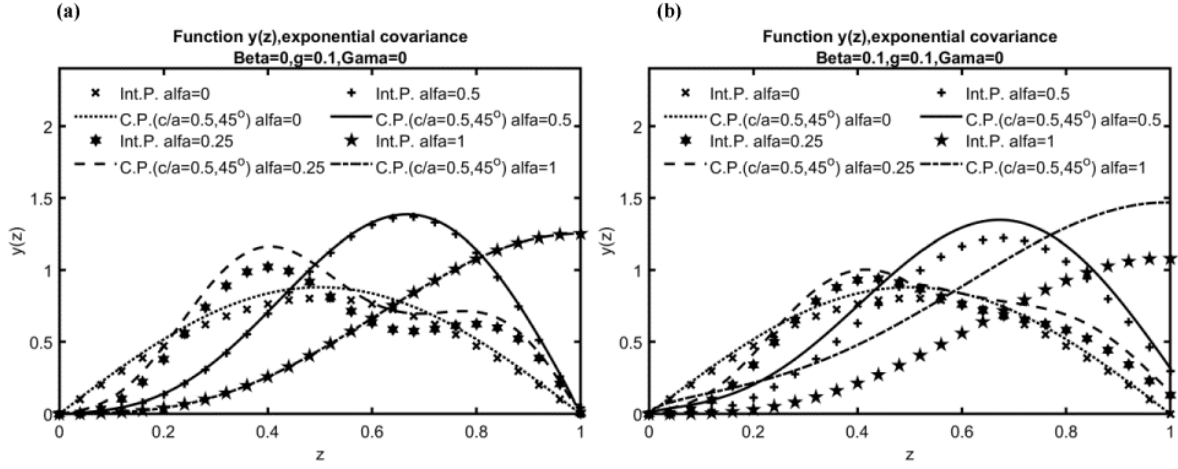 (a)
Function y(z),exponential covariance
Beta=0,g=0.1,Gama=0
Int.P. alfa=0
C.P.(c/a=0.5,45°) alfa=0
Int.P. alfa=0.25
C.P.(c/a=0.5,45°) alfa=0.25
Int.P. alfa=0.5
C.P.(c/a=0.5,45°) alfa=0.5
Int.P. alfa=1
C.P.(c/a=0.5,45°) alfa=1
2
1.5
1
0.5
0
y(z)
0 0.2 0.4 0.6 0.8 1
z
(b)
Function y(z),exponential covariance
Beta=0.1,g=0.1,Gama=0
Int.P. alfa=0
C.P.(c/a=0.5,45°) alfa=0
Int.P. alfa=0.25
C.P.(c/a=0.5,45°) alfa=0.25
Int.P. alfa=0.5
C.P.(c/a=0.5,45°) alfa=0.5
Int.P. alfa=1
C.P.(c/a=0.5,45°) alfa=1
2
1.5
1
0.5
0
y(z)
0 0.2 0.4 0.6 0.8 1
z